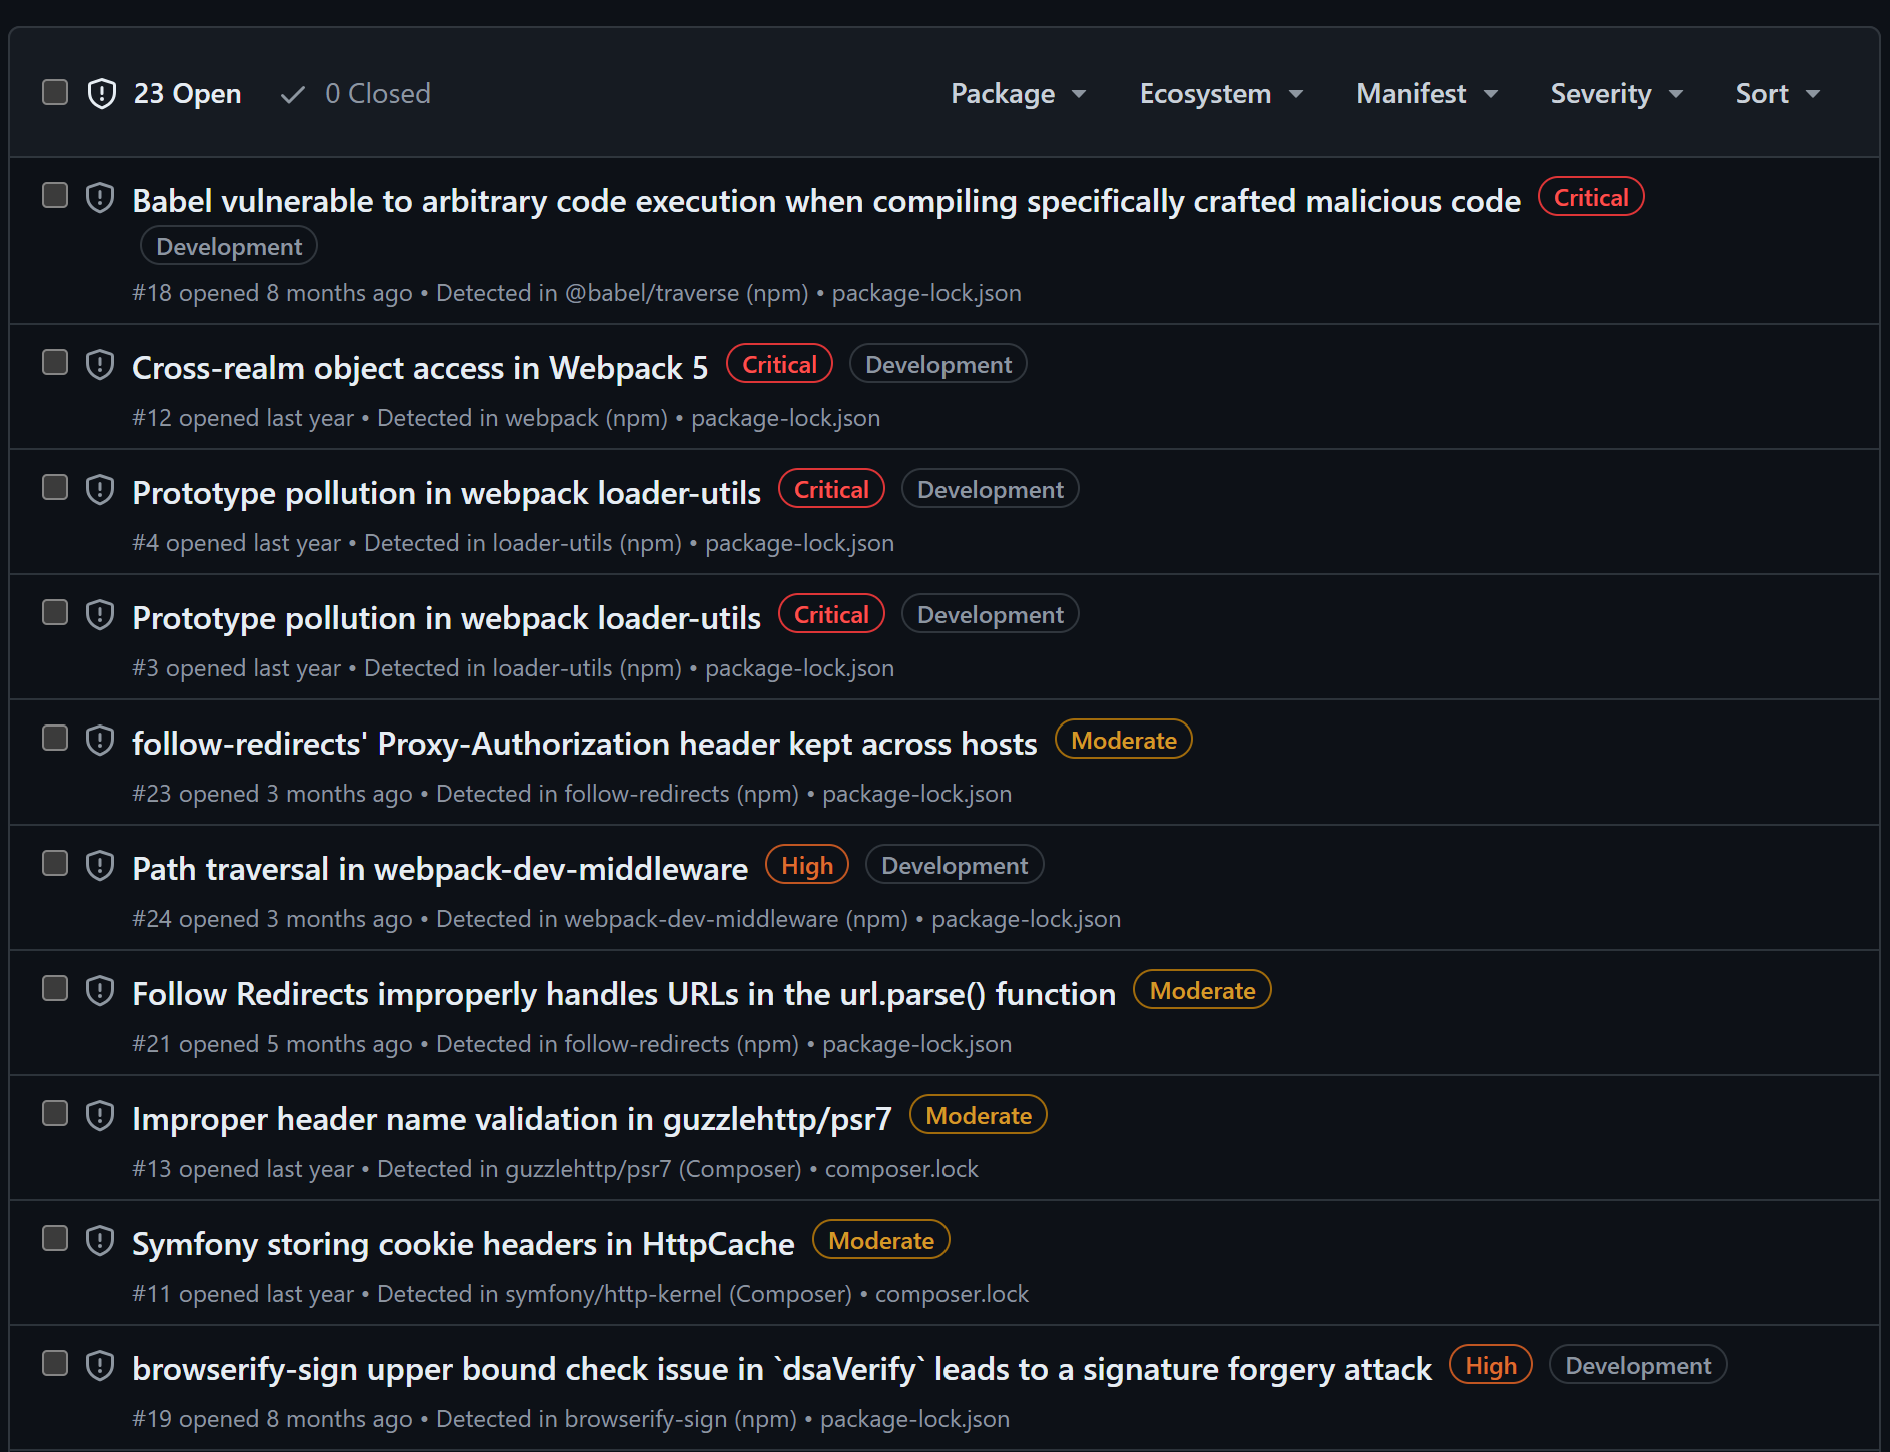 23 Open 0 Closed Package Ecosystem Manifest Severity Sort
Babel vulnerable to arbitrary code execution when compiling specifically crafted malicious code Critical
Development
#18 opened 8 months ago • Detected in @babel/traverse (npm) • package-lock.json
Cross-realm object access in Webpack 5 Critical Development
#12 opened last year • Detected in webpack (npm) • package-lock.json
Prototype pollution in webpack loader-utils Critical Development
#4 opened last year • Detected in loader-utils (npm) • package-lock.json
Prototype pollution in webpack loader-utils Critical Development
#3 opened last year • Detected in loader-utils (npm) • package-lock.json
follow-redirects' Proxy-Authorization header kept across hosts Moderate
#23 opened 3 months ago • Detected in follow-redirects (npm) • package-lock.json
Path traversal in webpack-dev-middleware High Development
#24 opened 3 months ago • Detected in webpack-dev-middleware (npm) • package-lock.json
Follow Redirects improperly handles URLs in the url.parse() function Moderate
#21 opened 5 months ago • Detected in follow-redirects (npm) • package-lock.json
Improper header name validation in guzzlehttp/psr7 Moderate
#13 opened last year • Detected in guzzlehttp/psr7 (Composer) • composer.lock
Symfony storing cookie headers in HttpCache Moderate
#11 opened last year • Detected in symfony/http-kernel (Composer) • composer.lock
browserify-sign upper bound check issue in `dsaVerify` leads to a signature forgery attack High Development
#19 opened 8 months ago • Detected in browserify-sign (npm) • package-lock.json